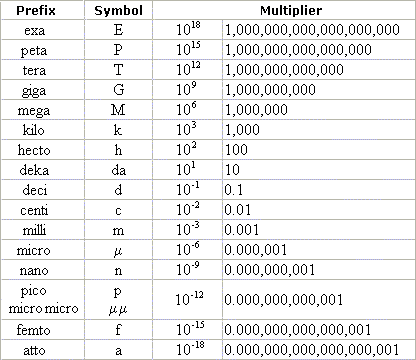 Prefix Symbol Multiplier
exa E 10^18 1,000,000,000,000,000,000
peta P 10^15 1,000,000,000,000,000
tera T 10^12 1,000,000,000,000
giga G 10^9 1,000,000,000
mega M 10^6 1,000,000
kilo k 10^3 1,000
hecto h 10^2 100
deka da 10^1 10
deci d 10^-1 0.1
centi c 10^-2 0.01
milli m 10^-3 0.001
micro μ 10^-6 0.000,001
nano n 10^-9 0.000,000,001
pico p 10^-12 0.000,000,000,001
micro micro μμ
femto f 10^-15 0.000,000,000,000,001
atto a 10^-18 0.000,000,000,000,000,001